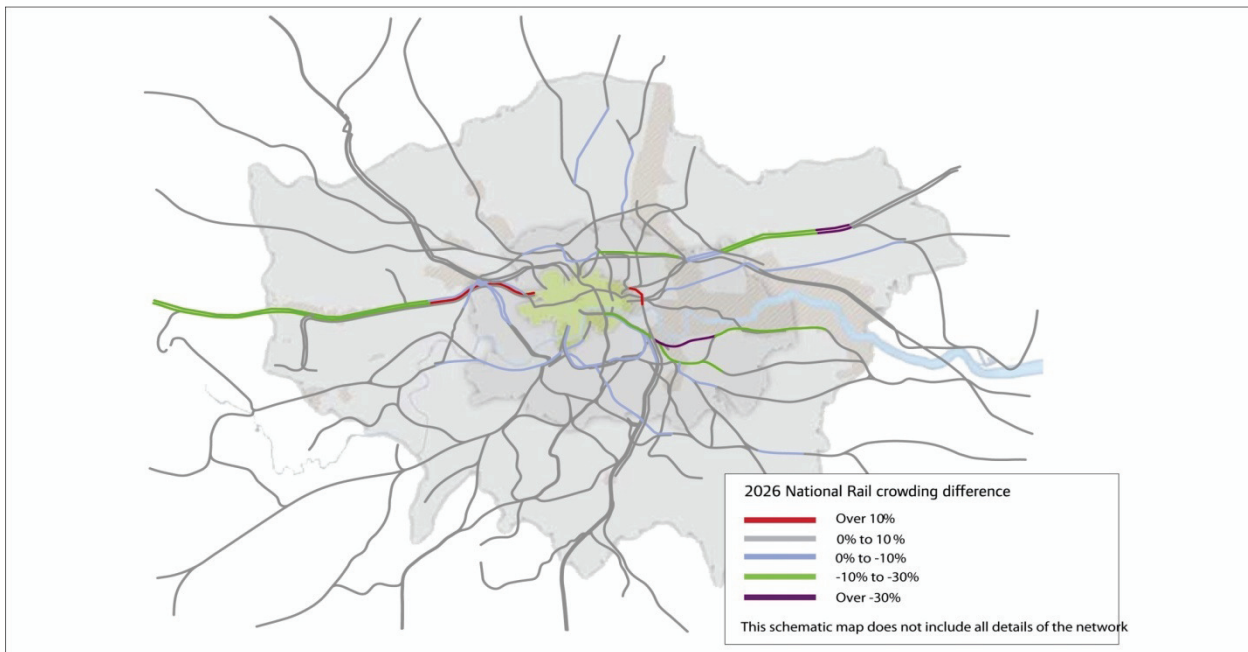 2026 National Rail crowding difference
Over 10%
0% to 10%
0% to -10%
-10% to -30%
Over -30%
This schematic map does not include all details of the network